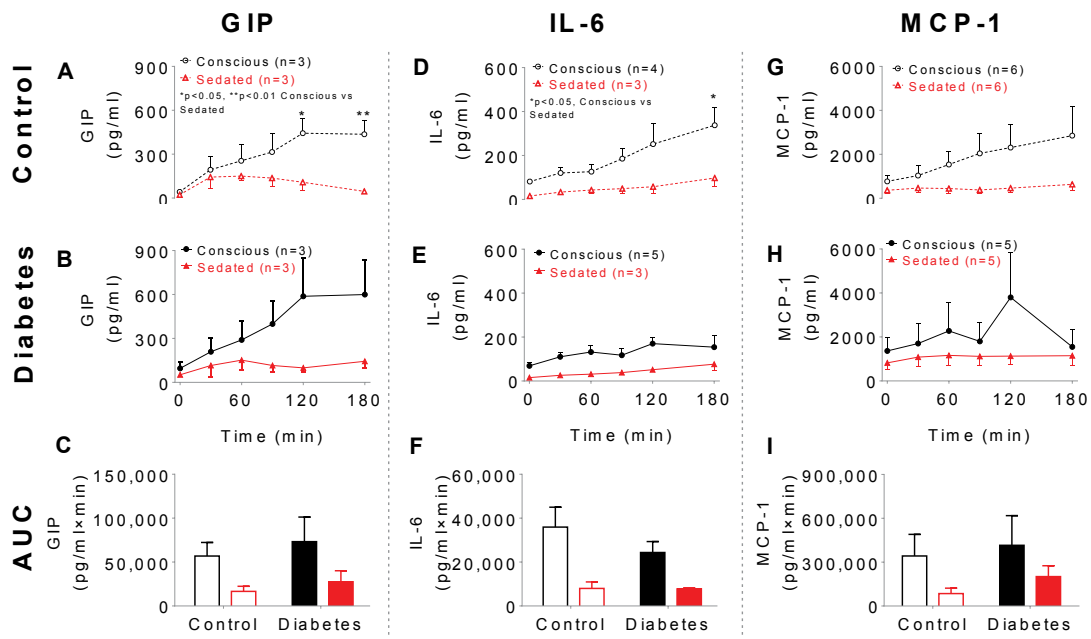 GIP
IL-6
MCP-1
Control
Diabetes
AUC
A
900
600
300
0
GIP
(pg/ml)
Conscious (n=3)
Sedated (n=3)
*p<0.05, **p<0.01 Conscious vs
Sedated
*
**
D
600
400
200
0
IL-6
(pg/ml)
Conscious (n=4)
Sedated (n=3)
*p<0.05, Conscious vs
Sedated
*
G
6000
4000
2000
0
MCP-1
(pg/ml)
Conscious (n=6)
Sedated (n=6)
B
900
600
300
0
GIP
(pg/ml)
Conscious (n=3)
Sedated (n=3)
0 60 120 180
Time (min)
E
600
400
200
0
IL-6
(pg/ml)
Conscious (n=5)
Sedated (n=3)
0 60 120 180
Time (min)
H
6000
4000
2000
0
MCP-1
(pg/ml)
Conscious (n=5)
Sedated (n=5)
0 60 120 180
Time (min)
C
150,000
100,000
50,000
0
GIP
(pg/ml×min)
Control Diabetes
F
60,000
40,000
20,000
0
IL-6
(pg/ml×min)
Control Diabetes
I
900,000
600,000
300,000
0
MCP-1
(pg/ml×min)
Control Diabetes